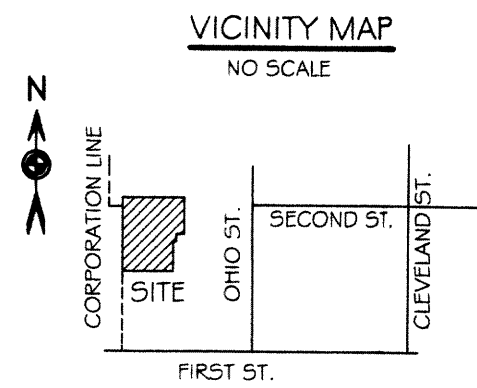 VICINITY MAP
NO SCALE
N
CORPORATION LINE
SITE
OHIO ST.
SECOND ST.
CLEVELAND ST.
FIRST ST.